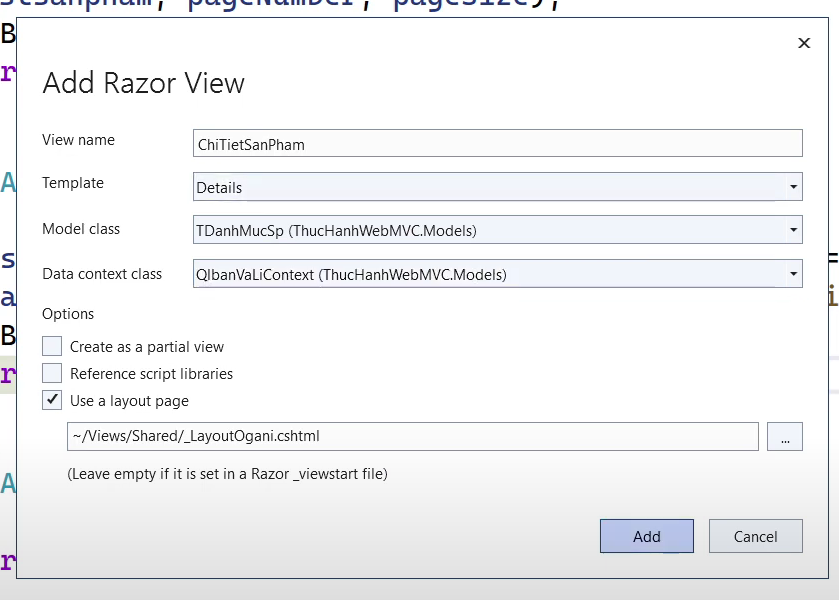 Add Razor View
View name
ChiTietSanPham
Template
Details
Model class
TDanhMucSp (ThucHanhWebMVC.Models)
Data context class
QlbanVaLiContext (ThucHanhWebMVC.Models)
Options
Create as a partial view
Reference script libraries
Use a layout page
~/Views/Shared/_LayoutOgani.cshtml
...
(Leave empty if it is set in a Razor _viewstart file)
Add
Cancel